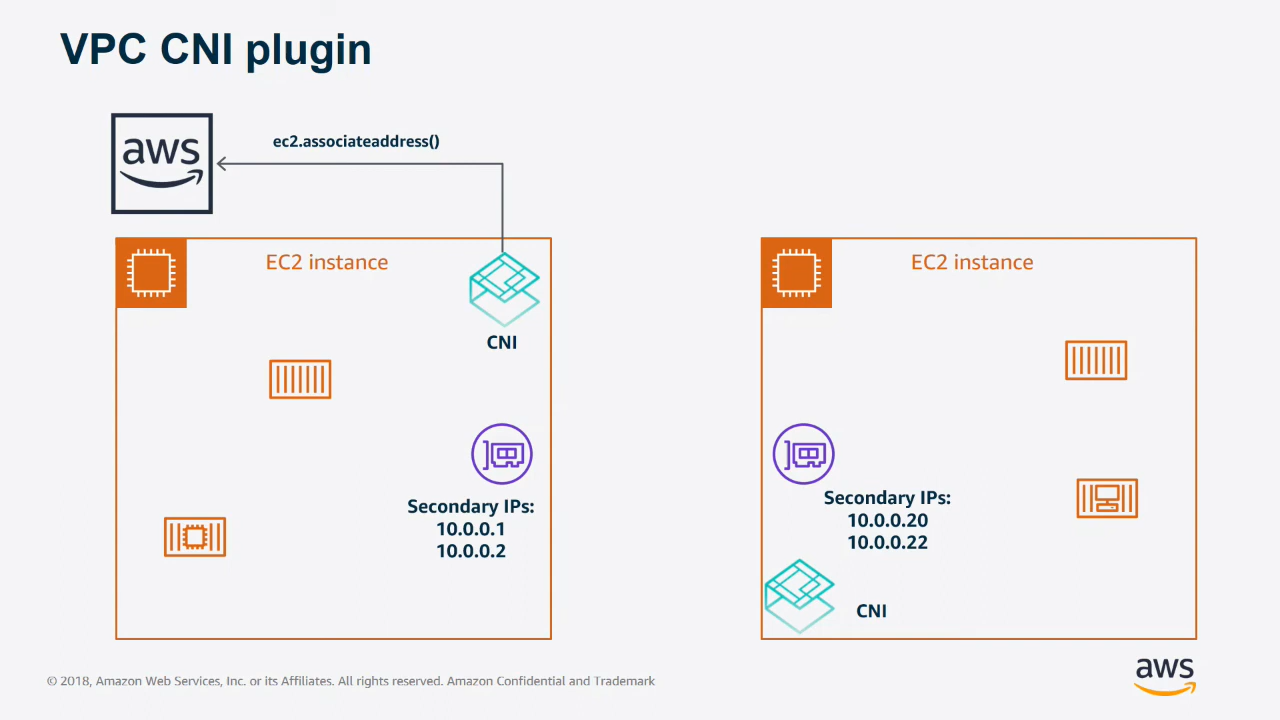 VPC CNI plugin
aws
ec2.associateaddress()
EC2 instance
CNI
Secondary IPs:
10.0.0.1
10.0.0.2
EC2 instance
Secondary IPs:
10.0.0.20
10.0.0.22
CNI
© 2018, Amazon Web Services, Inc. or its Affiliates. All rights reserved. Amazon Confidential and Trademark
aws